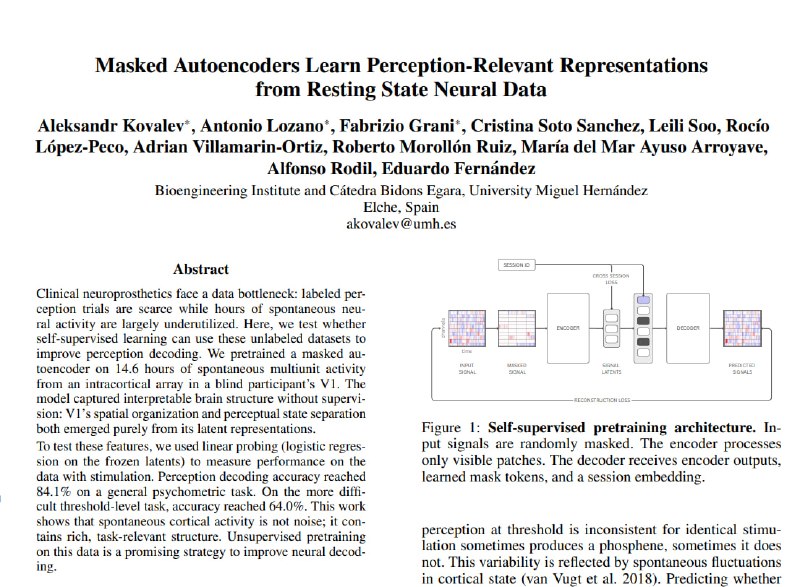 Masked Autoencoders Learn Perception-Relevant Representations
from Resting State Neural Data
Aleksandr Kovalev*, Antonio Lozano*, Fabrizio Grani*, Cristina Soto Sanchez, Leili Soo, Rocío
López-Peco, Adrian Villamarin-Ortiz, Roberto Morollón Ruiz, María del Mar Ayuso Arroyave,
Alfonso Rodil, Eduardo Fernández
Bioengineering Institute and Cátedra Bidons Egara, University Miguel Hernández
Elche, Spain
akovalev@umh.es
Abstract
Clinical neuroprosthetics face a data bottleneck: labeled per-
ception trials are scarce while hours of spontaneous neu-
ral activity are largely underutilized. Here, we test whether
self-supervised learning can use these unlabeled datasets to
improve perception decoding. We pretrained a masked au-
toencoder on 14.6 hours of spontaneous multiunit activity
from an intracortical array in a blind participant's V1. The
model captured interpretable brain structure without supervi-
sion: V1's spatial organization and perceptual state separation
both emerged purely from its latent representations.
To test these features, we used linear probing (logistic regres-
sion on the frozen latents) to measure performance on the
data with stimulation. Perception decoding accuracy reached
84.1% on a general psychometric task. On the more diffi-
cult threshold-level task, accuracy reached 64.0%. This work
shows that spontaneous cortical activity is not noise; it con-
tains rich, task-relevant structure. Unsupervised pretraining
on this data is a promising strategy to improve neural decod-
ing.
SESSION ID
CROSS SESSION
LOSS
channels
ENCODER
DECODER
time
INPUT
SIGNAL
MASKED
SIGNAL
SIGNAL
LATENTS
PREDICTED
SIGNALS
RECONSTRUCTION LOSS
Figure 1: Self-supervised pretraining architecture. In-
put signals are randomly masked. The encoder processes
only visible patches. The decoder receives encoder outputs,
learned mask tokens, and a session embedding.
perception at threshold is inconsistent for identical stimu-
lation sometimes produces a phosphene, sometimes it does
not. This variability is reflected by spontaneous fluctuations
in cortical state (van Vugt et al. 2018). Predicting whether